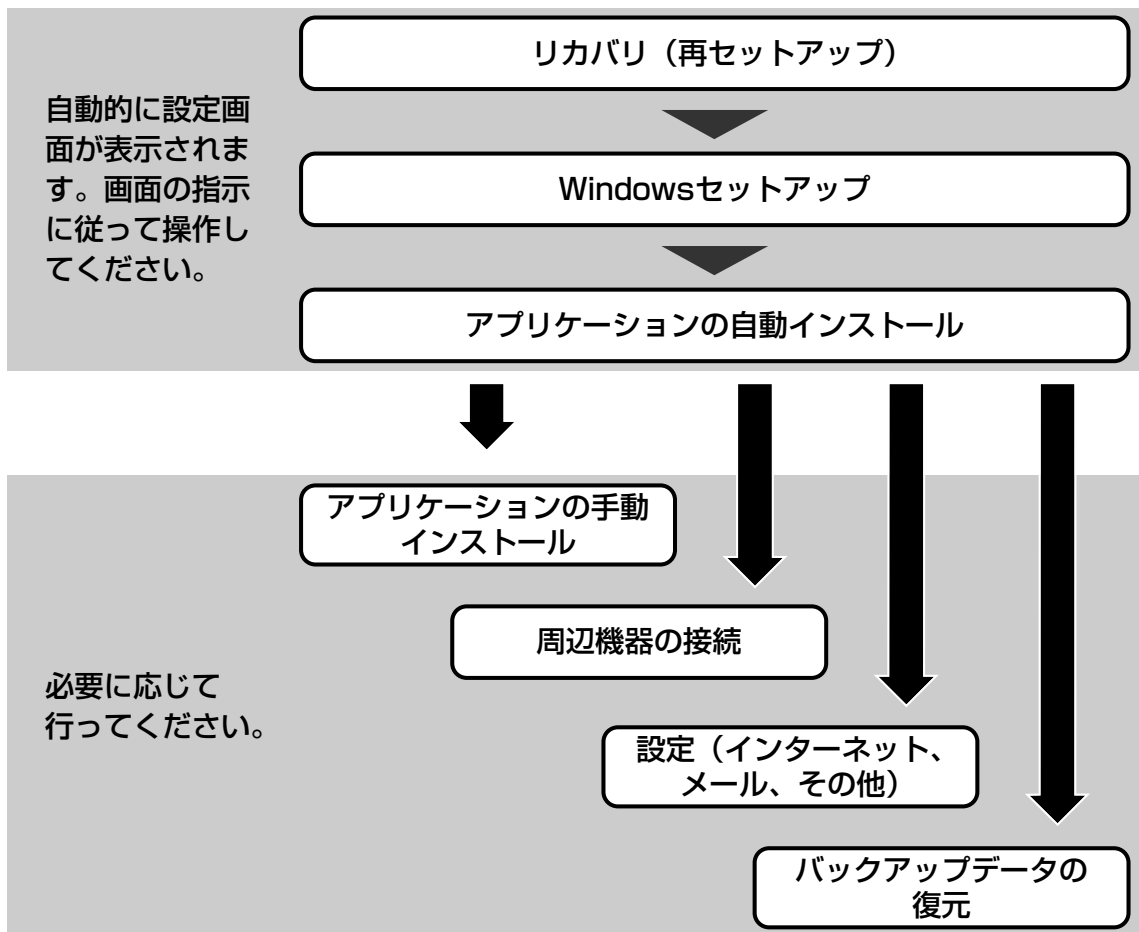 リカバリ（再セットアップ）
自動的に設定画
面が表示されま
す。画面の指示
に従って操作し
てください。
Windowsセットアップ
アプリケーションの自動インストール
アプリケーションの手動
インストール
周辺機器の接続
必要に応じて
行ってください。
設定（インターネット、
メール、その他）
バックアップデータの
復元